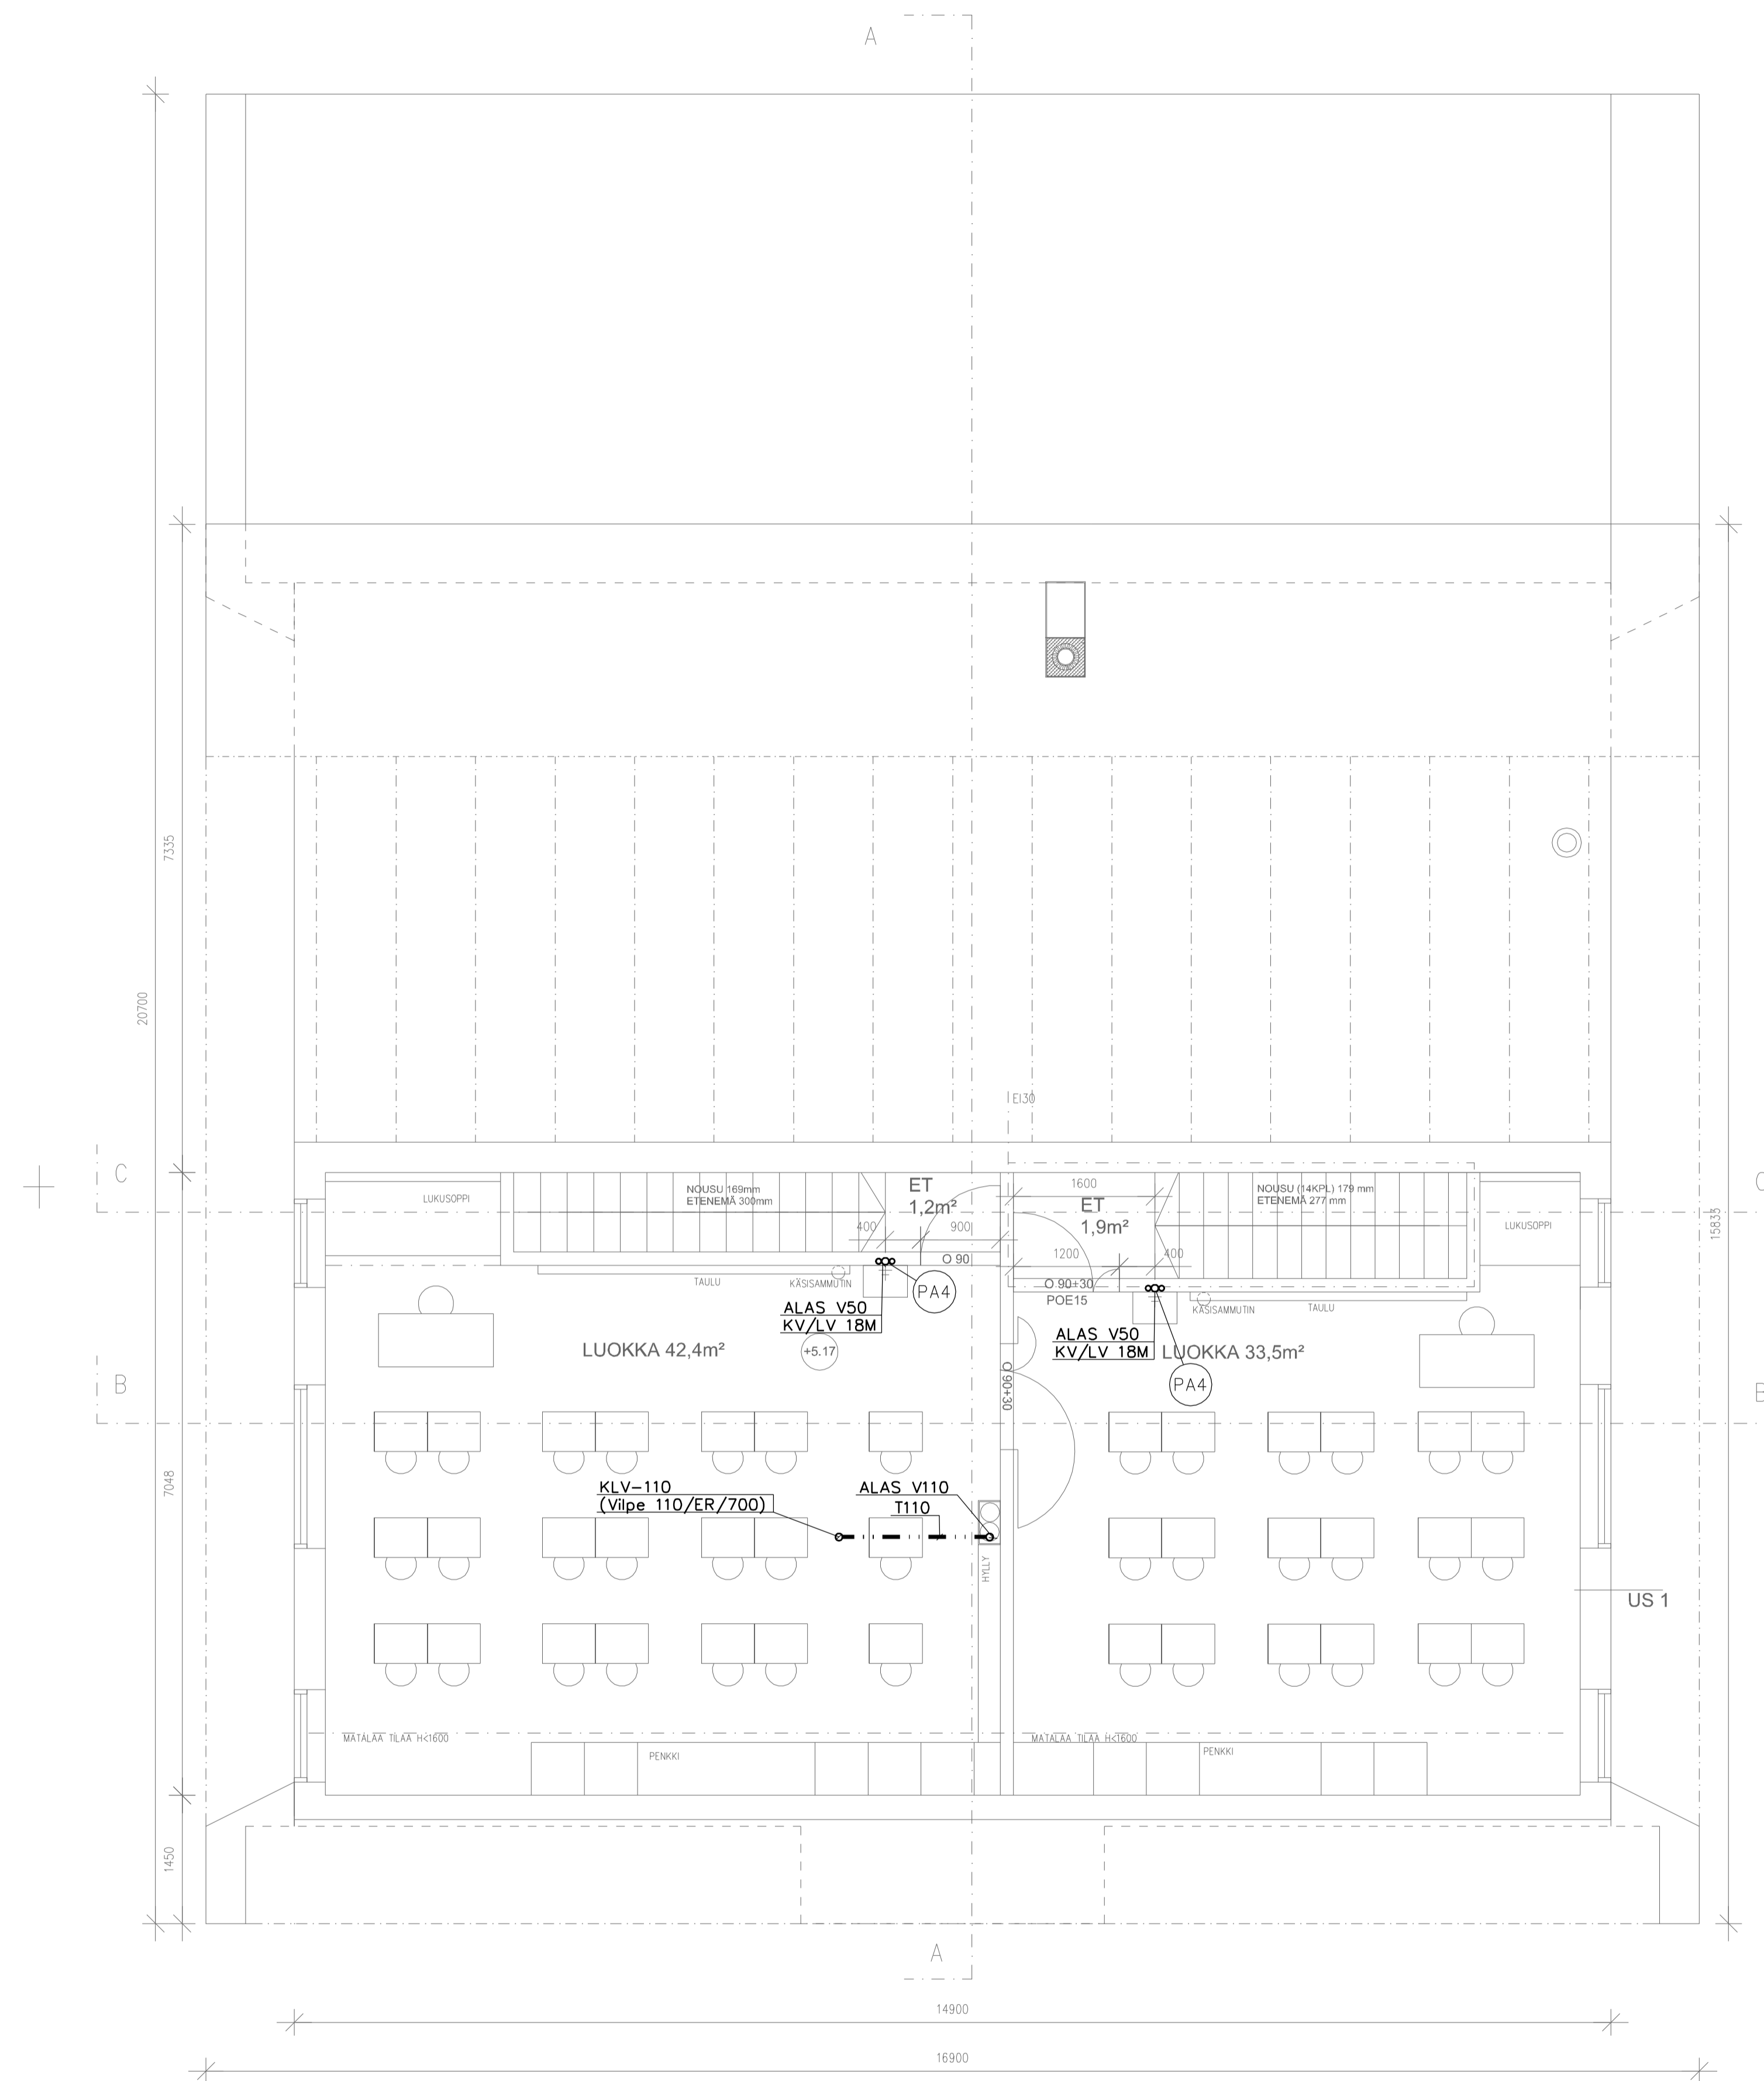 A
7335
20700
EI30
C
C
LUKUSOPPI
NOUSU 169mm
ETENEMÄ 300mm
ET
1,2m²
1600
ET
1,9m²
NOUSU (14KPL) 179 mm
ETENEMÄ 277 mm
LUKUSOPPI
15833
400
900
O 90
1200
400
TAULU
KÄSISAMMUTIN
PA4
O 90+30
POE15
KÄSISAMMUTIN
TAULU
ALAS V50
KV/LV 18M
ALAS V50
KV/LV 18M
LUOKKA 42,4m²
+5.17
LUOKKA 33,5m²
PA4
O 90+30
B
B
7048
KLV-110
(Vilpe 110/ER/700)
ALAS V110
T110
HYLLY
US 1
MATALAA TILAA H<1600
MATALAA TILAA H<1600
PENKKI
PENKKI
1450
A
14900
16900